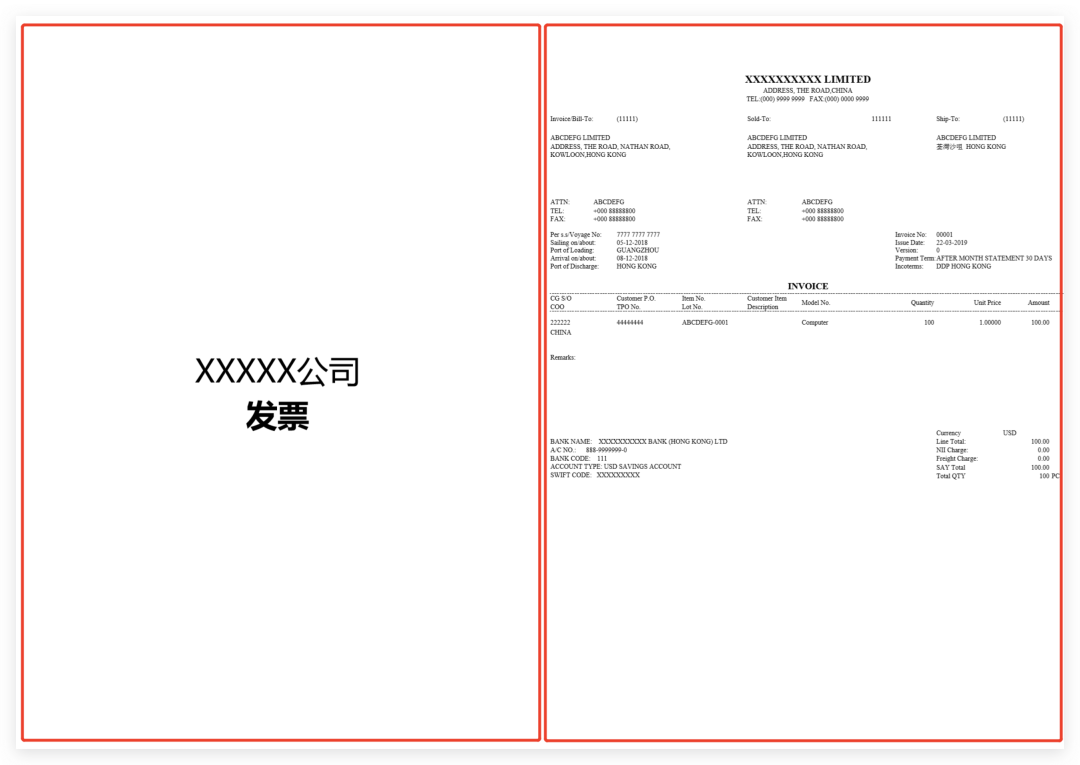 XXXXX公司
发票
XXXXXXXXXX LIMITED
ADDRESS, THE ROAD,CHINA
TEL:(000) 9999 9999 FAX:(000) 0000 9999
Invoice/Bill-To: (11111) Sold-To: 111111 Ship-To: (11111)
ABCDEFG LIMITED ABCDEFG LIMITED ABCDEFG LIMITED
ADDRESS, THE ROAD, NATHAN ROAD, ADDRESS, THE ROAD, NATHAN ROAD, 荃灣沙咀 HONG KONG
KOWLOON,HONG KONG KOWLOON,HONG KONG
ATTN: ABCDEFG ATTN: ABCDEFG
TEL: +000 88888800 TEL: +000 88888800
FAX: +000 88888800 FAX: +000 88888800
Per s.s/Voyage No: 7777 7777 7777 Invoice No: 00001
Sailing on/about: 05-12-2018 Issue Date: 22-03-2019
Port of Loading: GUANGZHOU Version: 0
Arrival on/about: 08-12-2018 Payment Term: AFTER MONTH STATEMENT 30 DAYS
Port of Discharge: HONG KONG Incoterms: DDP HONG KONG
INVOICE
CG S/O Customer P.O. Item No. Customer Item Model No. Quantity Unit Price Amount
COO TPO No. Lot No. Description
222222 44444444 ABCDEFG-0001 Computer 100 1.00000 100.00
CHINA
Remarks:
Currency USD
BANK NAME: XXXXXXXXXX BANK (HONG KONG) LTD Line Total: 100.00
A/C NO.: 888-9999999-0 NII Charge: 0.00
BANK CODE: 111 Freight Charge: 0.00
ACCOUNT TYPE: USD SAVINGS ACCOUNT SAY Total 100.00
SWIFT CODE: XXXXXXXXX Total QTY 100 PC